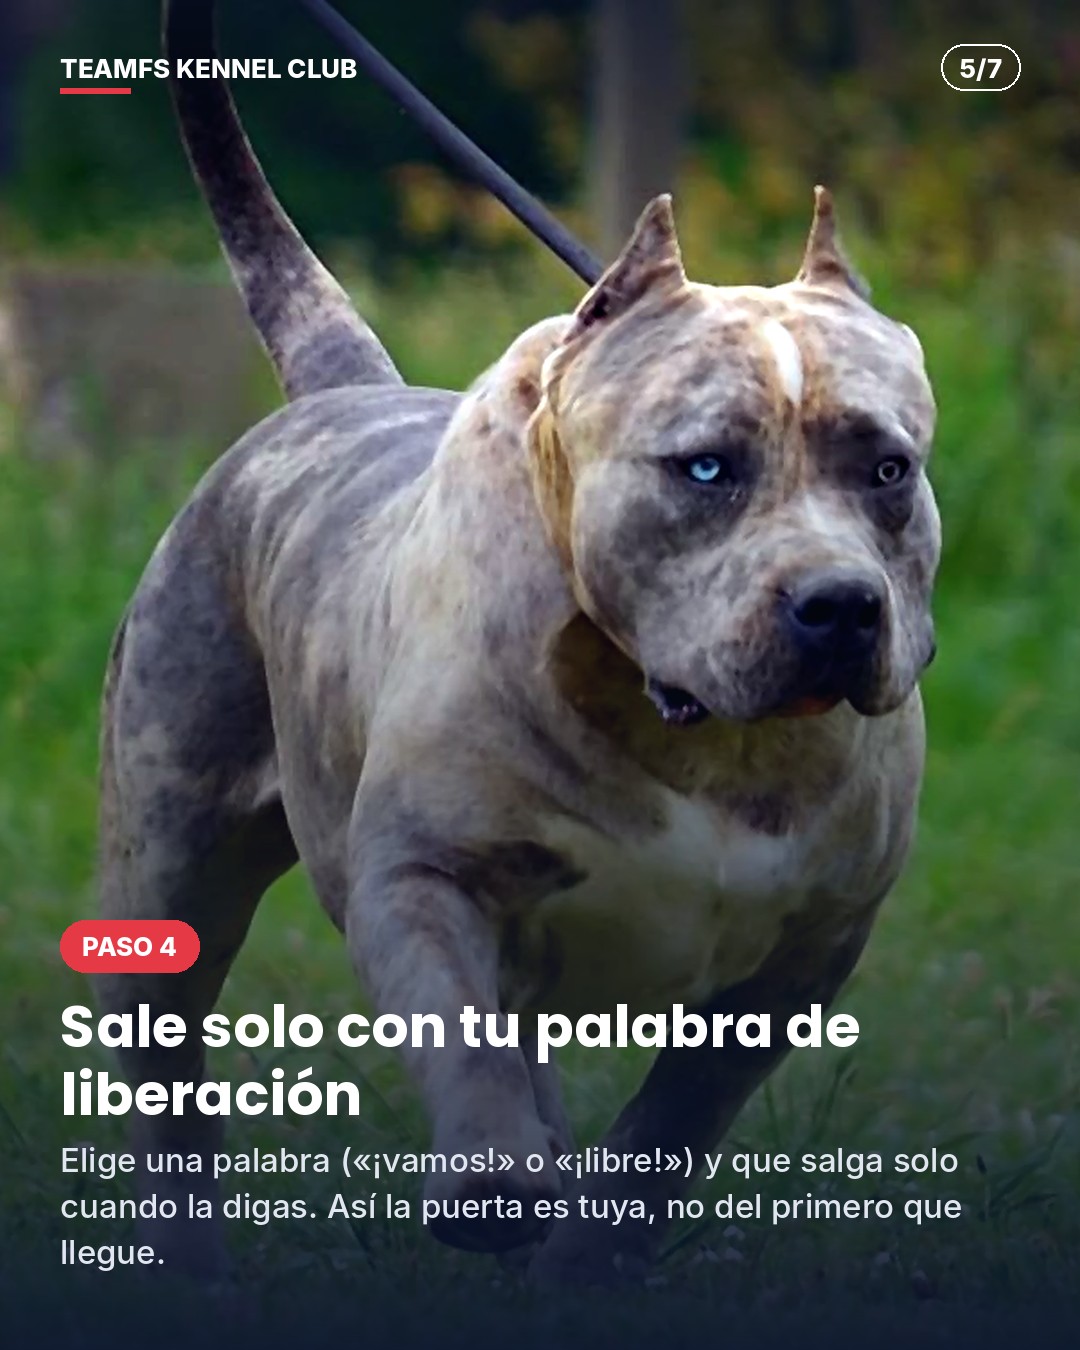 TEAMFS KENNEL CLUB
5/7
PASO 4
Sale solo con tu palabra de
liberación
Elige una palabra («¡vamos!» o «¡libre!») y que salga solo
cuando la digas. Así la puerta es tuya, no del primero que
llegue.